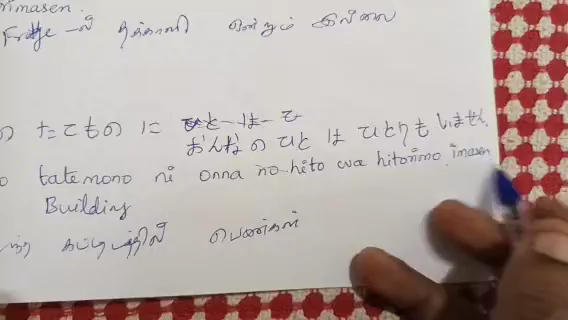 rimasen.
Fridge -ல் தக்காளி ஒன்றும் இல்லை
の たてもの に
おんなのひと は ひとりも いません
o tatemono ni onna no hito wa hitorimo imasen
Building
கட்டிடத்தில் பெண்கள்